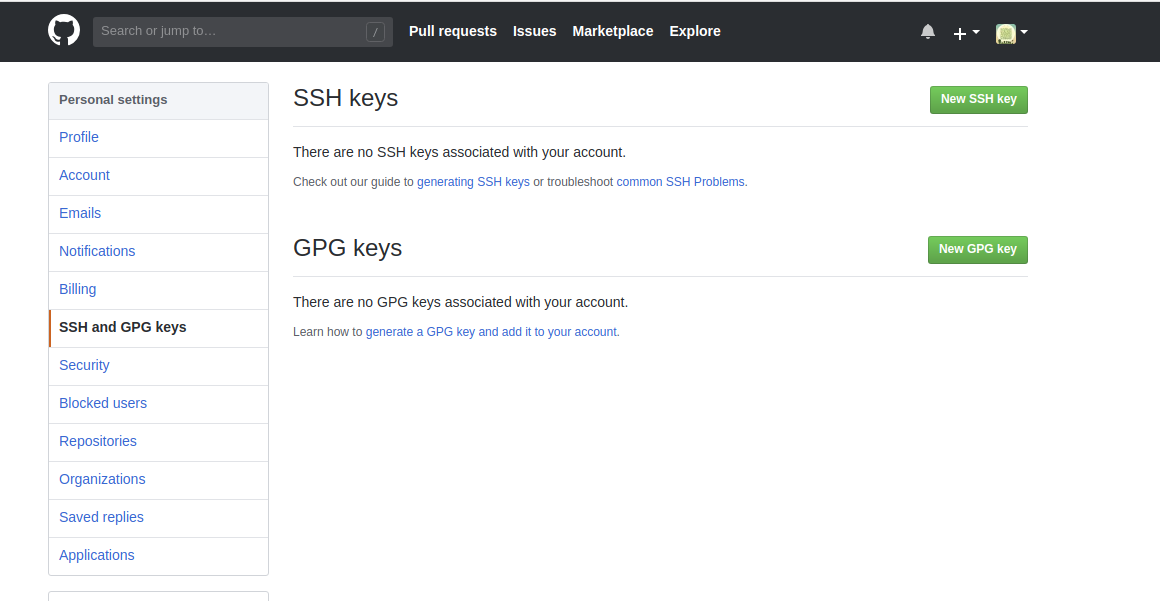 Search or jump to…
/
Pull requests
Issues
Marketplace
Explore
Personal settings
Profile
Account
Emails
Notifications
Billing
SSH and GPG keys
Security
Blocked users
Repositories
Organizations
Saved replies
Applications
SSH keys
New SSH key
There are no SSH keys associated with your account.
Check out our guide to generating SSH keys or troubleshoot common SSH Problems.
GPG keys
New GPG key
There are no GPG keys associated with your account.
Learn how to generate a GPG key and add it to your account.